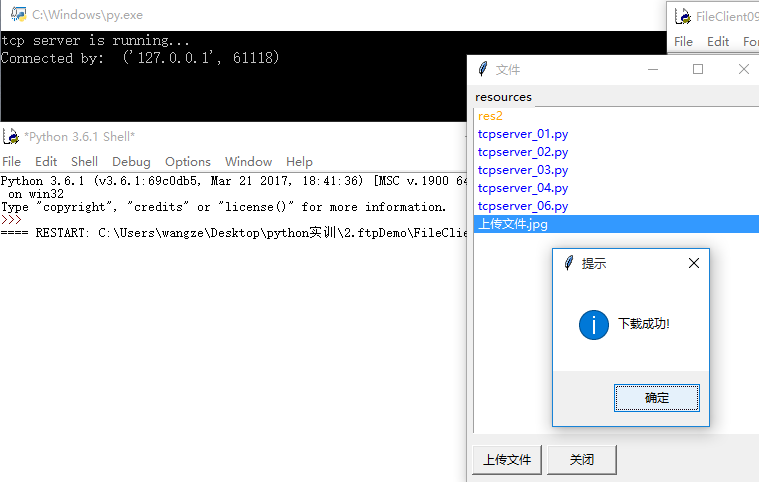 C:\Windows\py.exe
tcp server is running...
Connected by:  ('127.0.0.1', 61118)
*Python 3.6.1 Shell*
File Edit Shell Debug Options Window Help
Python 3.6.1 (v3.6.1:69c0db5, Mar 21 2017, 18:41:36) [MSC v.1900 64
on win32
Type "copyright", "credits" or "license()" for more information.
>>>
==== RESTART: C:\Users\wangze\Desktop\python实训\2.ftpDemo\FileClie
FileClient09
File Edit For
文件
resources
res2
tcpserver_01.py
tcpserver_02.py
tcpserver_03.py
tcpserver_04.py
tcpserver_06.py
上传文件.jpg
提示
下载成功!
确定
上传文件 关闭